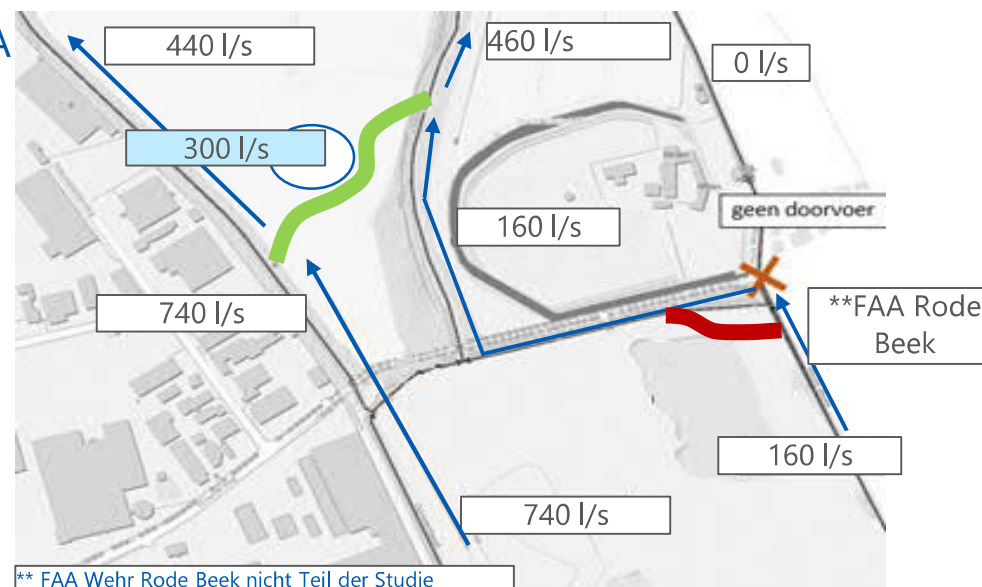 A
440 l/s
460 l/s
0 l/s
300 l/s
160 l/s
geen doorvoer
740 l/s
**FAA Rode
Beek
160 l/s
740 l/s
** FAA Wehr Rode Beek nicht Teil der Studie